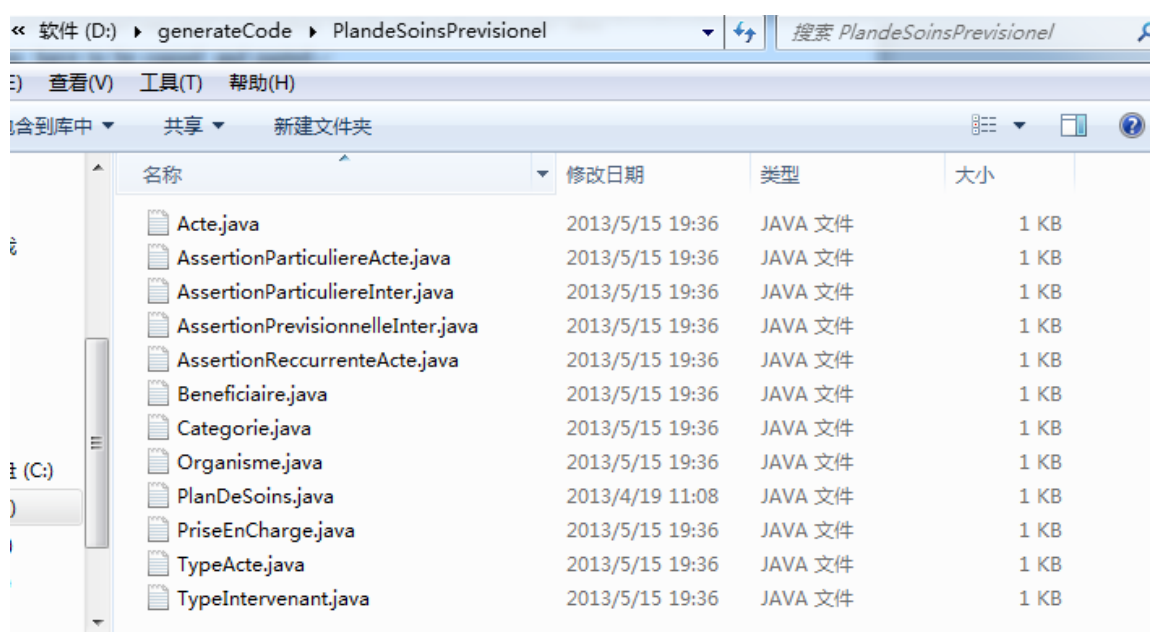 « 软件 (D:) ▸ generateCode ▸ PlandeSoinsPrevisionel 搜索 PlandeSoinsPrevisionel
查看(V) 工具(T) 帮助(H)
含到库中 共享 新建文件夹
名称 修改日期 类型 大小
Acte.java 2013/5/15 19:36 JAVA 文件 1 KB
AssertionParticuliereActe.java 2013/5/15 19:36 JAVA 文件 1 KB
AssertionParticuliereInter.java 2013/5/15 19:36 JAVA 文件 1 KB
AssertionPrevisionnelleInter.java 2013/5/15 19:36 JAVA 文件 1 KB
AssertionReccurrenteActe.java 2013/5/15 19:36 JAVA 文件 1 KB
Beneficiaire.java 2013/5/15 19:36 JAVA 文件 1 KB
Categorie.java 2013/5/15 19:36 JAVA 文件 1 KB
(C:) Organisme.java 2013/5/15 19:36 JAVA 文件 1 KB
PlanDeSoins.java 2013/4/19 11:08 JAVA 文件 1 KB
PriseEnCharge.java 2013/5/15 19:36 JAVA 文件 1 KB
TypeActe.java 2013/5/15 19:36 JAVA 文件 1 KB
TypeIntervenant.java 2013/5/15 19:36 JAVA 文件 1 KB